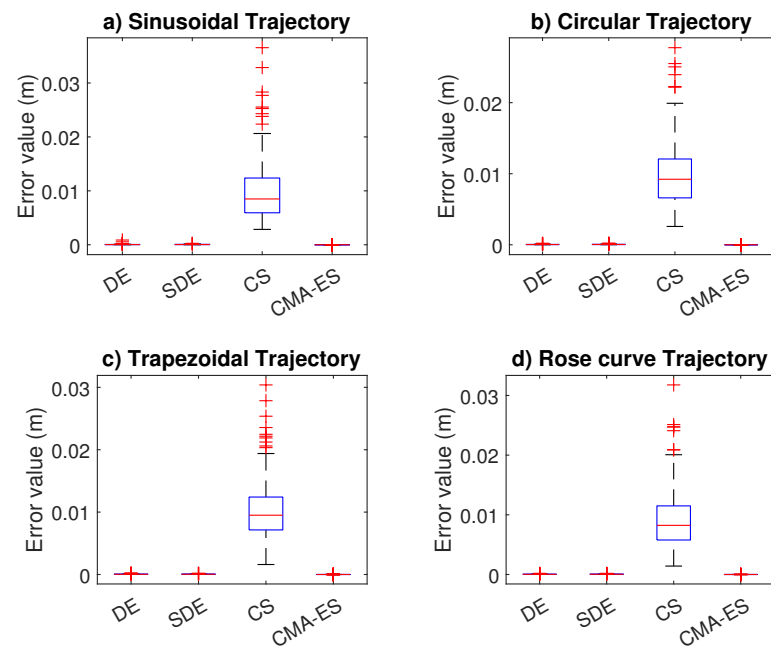 a) Sinusoidal Trajectory
Error value (m)
0.03
0.02
0.01
0
DE
SDE
CS
CMA-ES
b) Circular Trajectory
Error value (m)
0.02
0.01
0
DE
SDE
CS
CMA-ES
c) Trapezoidal Trajectory
Error value (m)
0.03
0.02
0.01
0
DE
SDE
CS
CMA-ES
d) Rose curve Trajectory
Error value (m)
0.03
0.02
0.01
0
DE
SDE
CS
CMA-ES